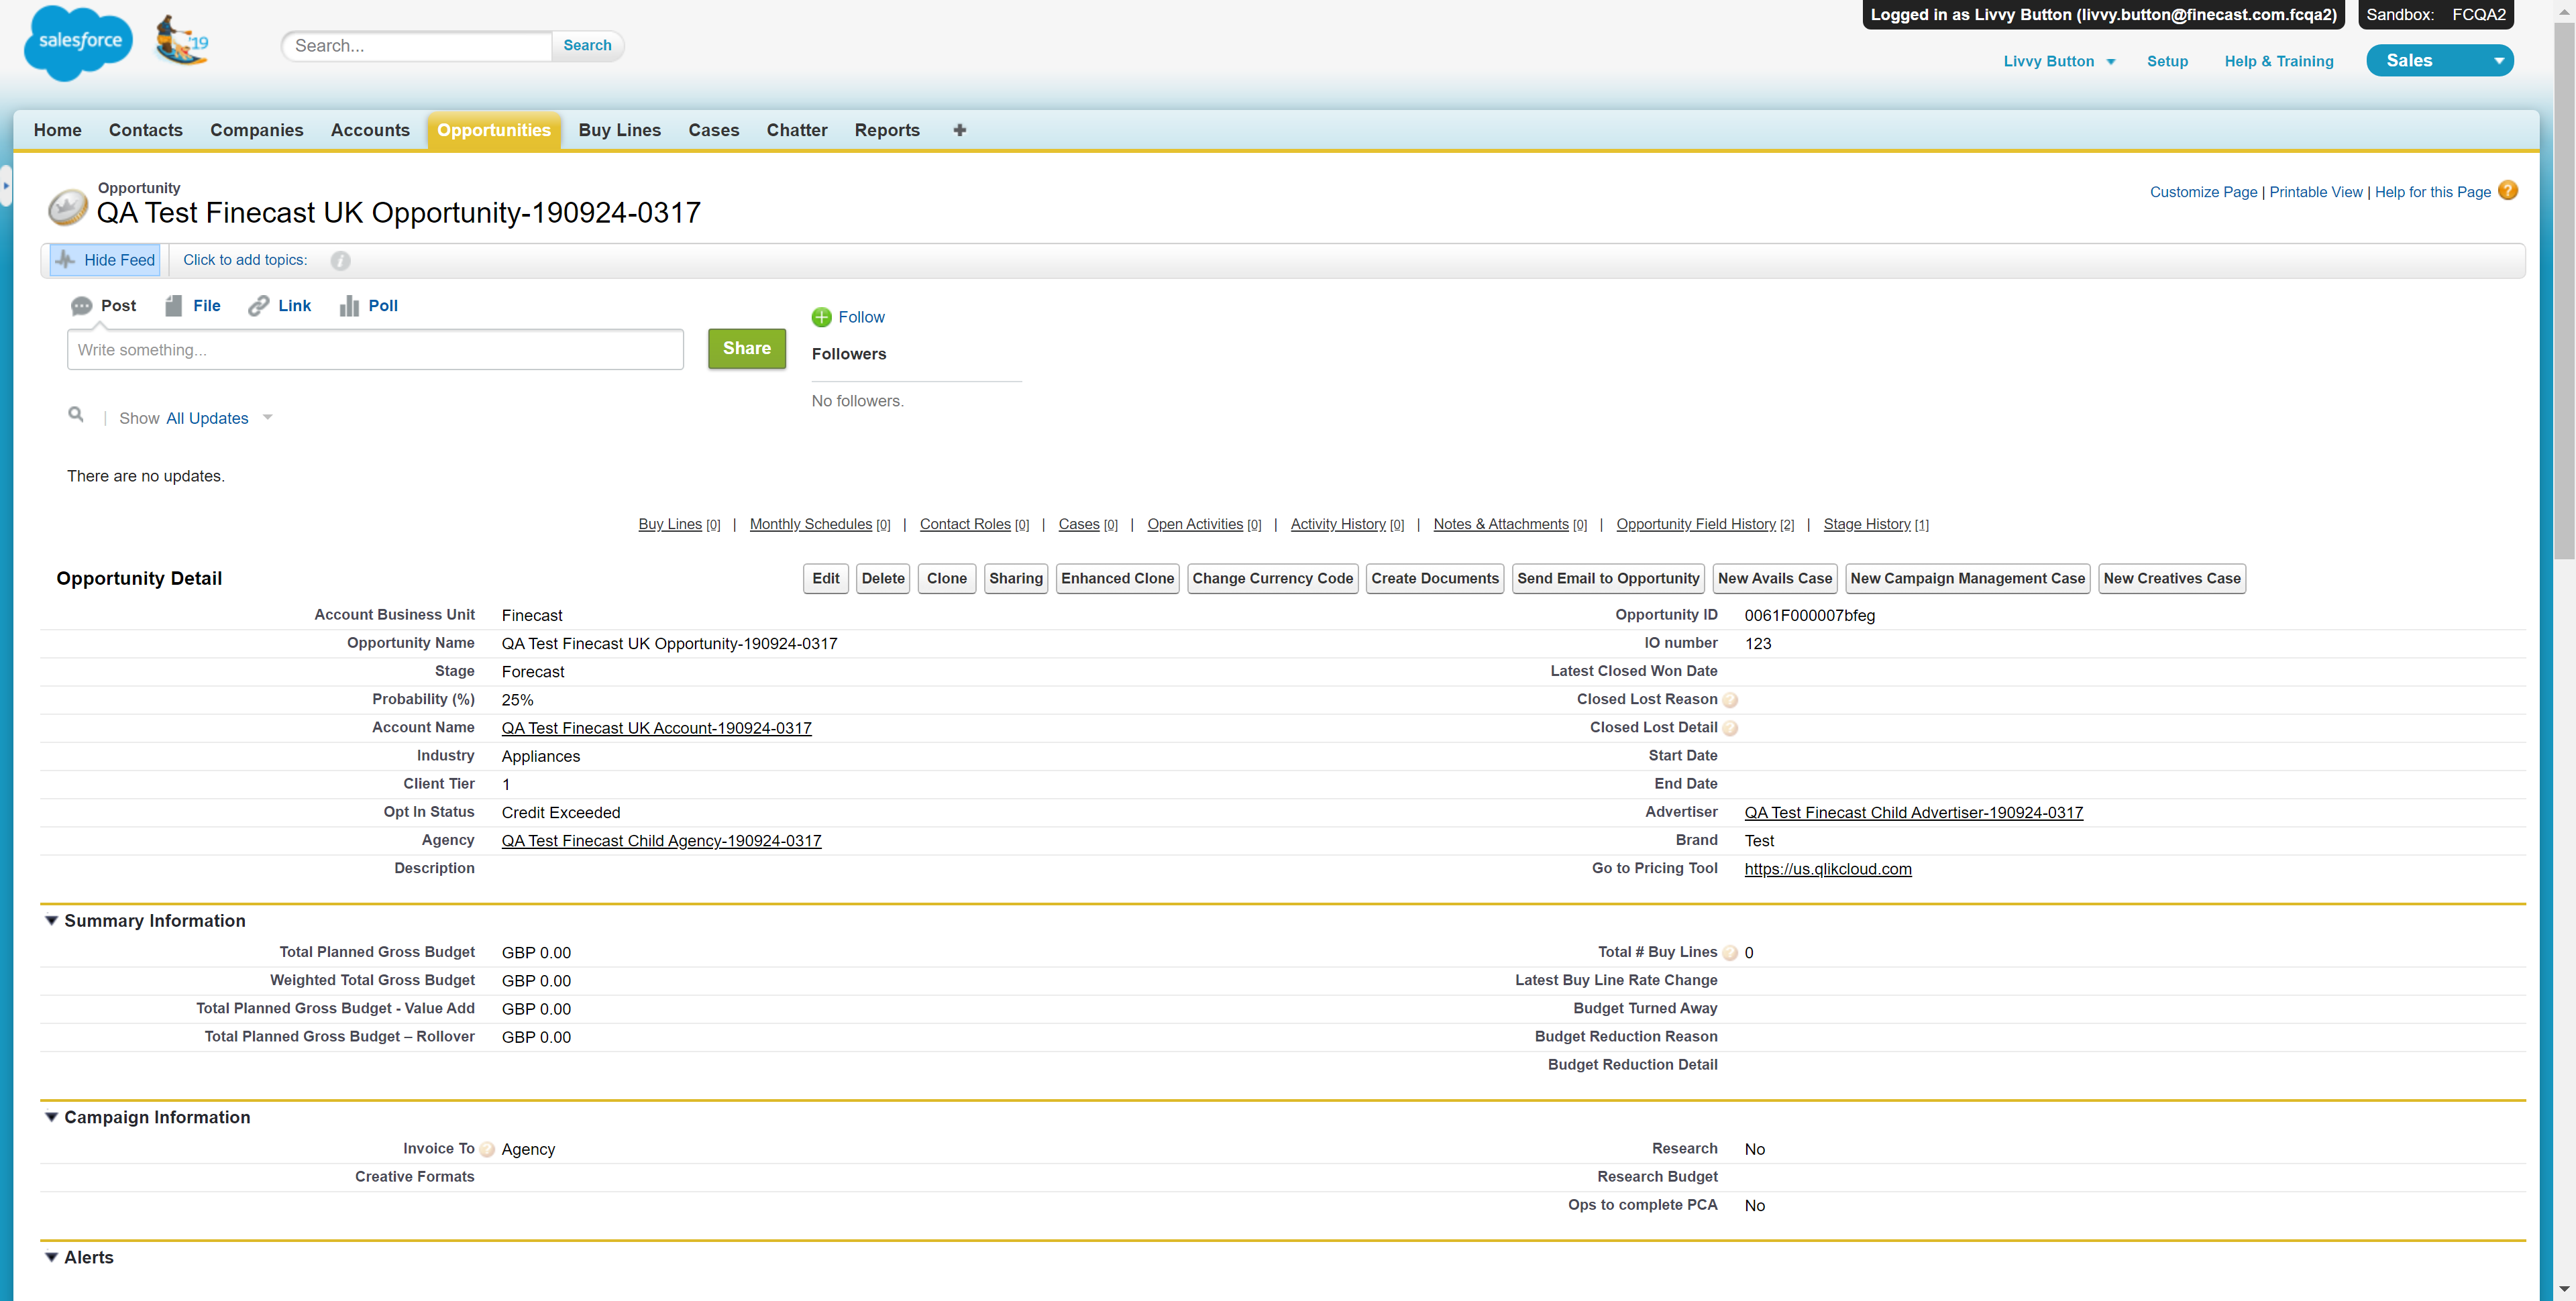 Logged in as Livvy Button (livvy.button@finecast.com.fcqa2) Sandbox: FCQA2
salesforce
'19
Search... Search
Livvy Button Setup Help & Training Sales
Home Contacts Companies Accounts Opportunities Buy Lines Cases Chatter Reports
Opportunity
QA Test Finecast UK Opportunity-190924-0317
Customize Page | Printable View | Help for this Page ?
Hide Feed Click to add topics: i
Post File Link Poll
Write something... Share
Follow
Followers
No followers.
Show All Updates
There are no updates.
Buy Lines [0] | Monthly Schedules [0] | Contact Roles [0] | Cases [0] | Open Activities [0] | Activity History [0] | Notes & Attachments [0] | Opportunity Field History [2] | Stage History [1]
Opportunity Detail Edit Delete Clone Sharing Enhanced Clone Change Currency Code Create Documents Send Email to Opportunity New Avails Case New Campaign Management Case New Creatives Case
Account Business Unit Finecast Opportunity ID 0061F000007bfeg
Opportunity Name QA Test Finecast UK Opportunity-190924-0317 IO number 123
Stage Forecast Latest Closed Won Date
Probability (%) 25% Closed Lost Reason ?
Account Name QA Test Finecast UK Account-190924-0317 Closed Lost Detail ?
Industry Appliances Start Date
Client Tier 1 End Date
Opt In Status Credit Exceeded Advertiser QA Test Finecast Child Advertiser-190924-0317
Agency QA Test Finecast Child Agency-190924-0317 Brand Test
Description Go to Pricing Tool https://us.qlikcloud.com
Summary Information
Total Planned Gross Budget GBP 0.00 Total # Buy Lines ? 0
Weighted Total Gross Budget GBP 0.00 Latest Buy Line Rate Change
Total Planned Gross Budget - Value Add GBP 0.00 Budget Turned Away
Total Planned Gross Budget – Rollover GBP 0.00 Budget Reduction Reason
Budget Reduction Detail
Campaign Information
Invoice To ? Agency Research No
Creative Formats Research Budget
Ops to complete PCA No
Alerts